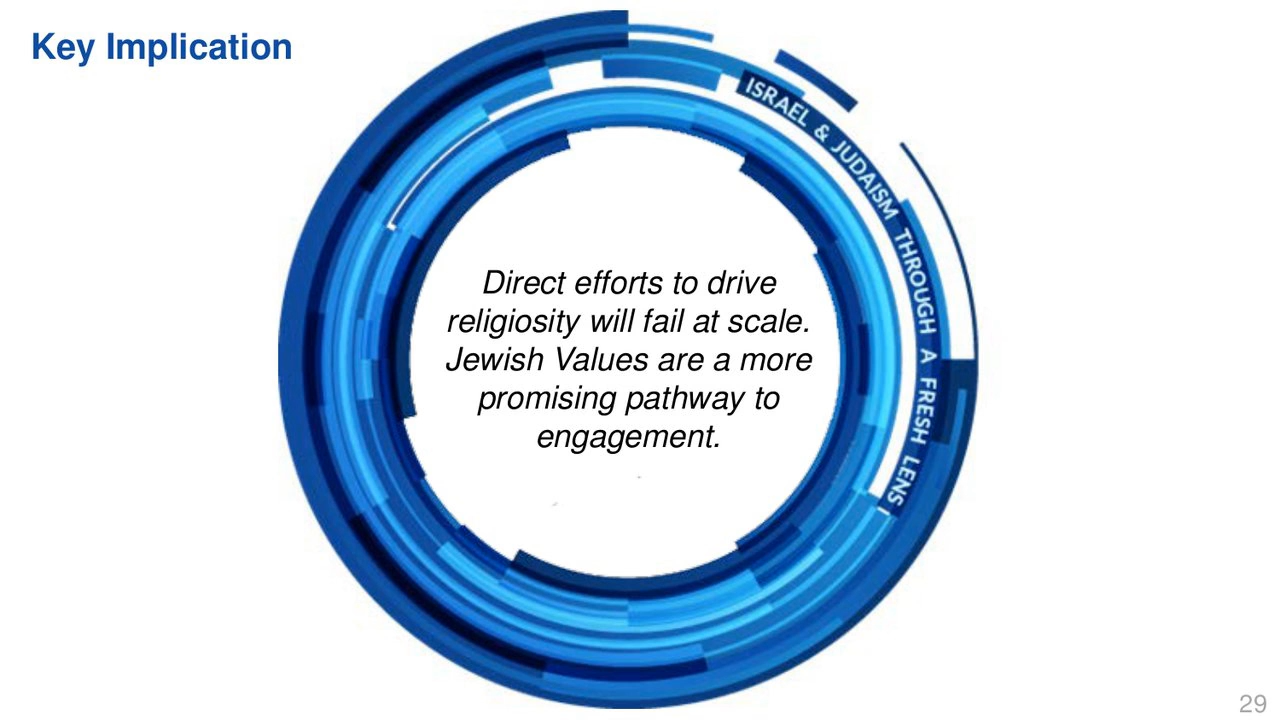 Key Implication
ISRAEL & JUDAISM THROUGH A FRESH LENS
Direct efforts to drive
religiosity will fail at scale.
Jewish Values are a more
promising pathway to
engagement.
29